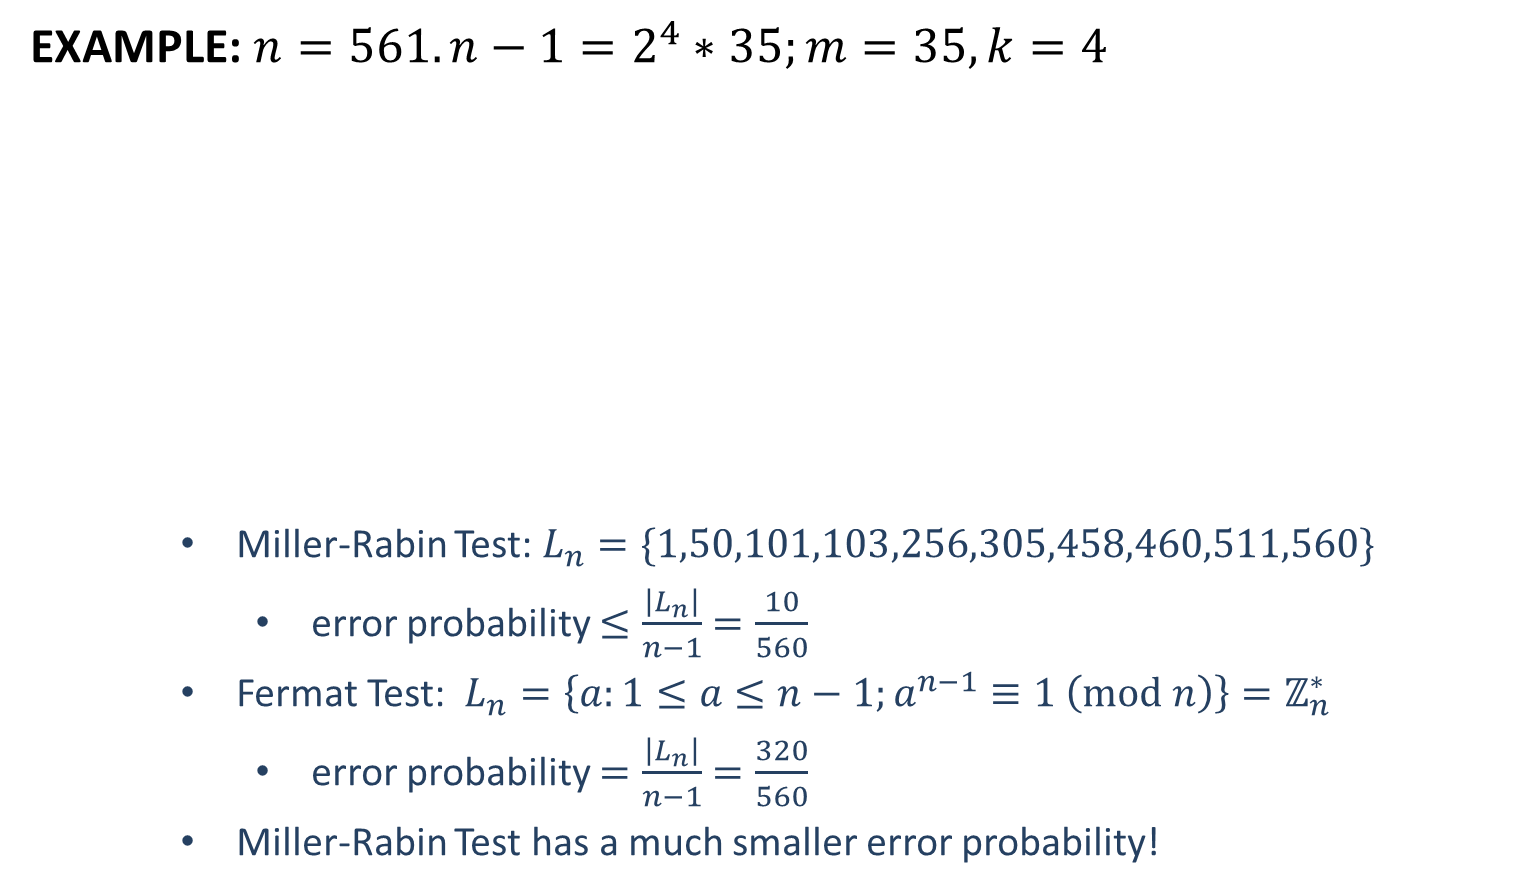 EXAMPLE: n = 561. n − 1 = 2⁴ ∗ 35; m = 35, k = 4
• Miller-Rabin Test: Lₙ = {1,50,101,103,256,305,458,460,511,560}
• error probability ≤ |Lₙ|/(n−1) = 10/560
• Fermat Test: Lₙ = {a: 1 ≤ a ≤ n − 1; aⁿ⁻¹ ≡ 1 (mod n)} = ℤₙ*
• error probability = |Lₙ|/(n−1) = 320/560
• Miller-Rabin Test has a much smaller error probability!